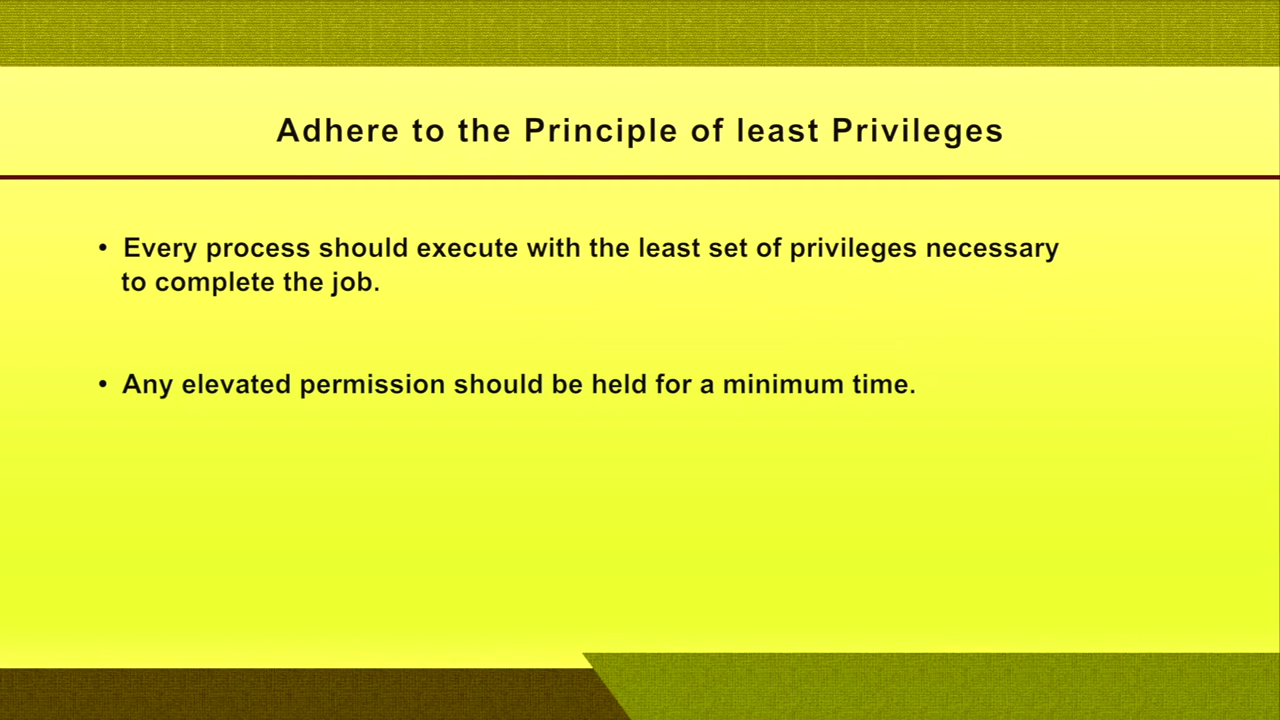 Adhere to the Principle of least Privileges
• Every process should execute with the least set of privileges necessary
to complete the job.
• Any elevated permission should be held for a minimum time.